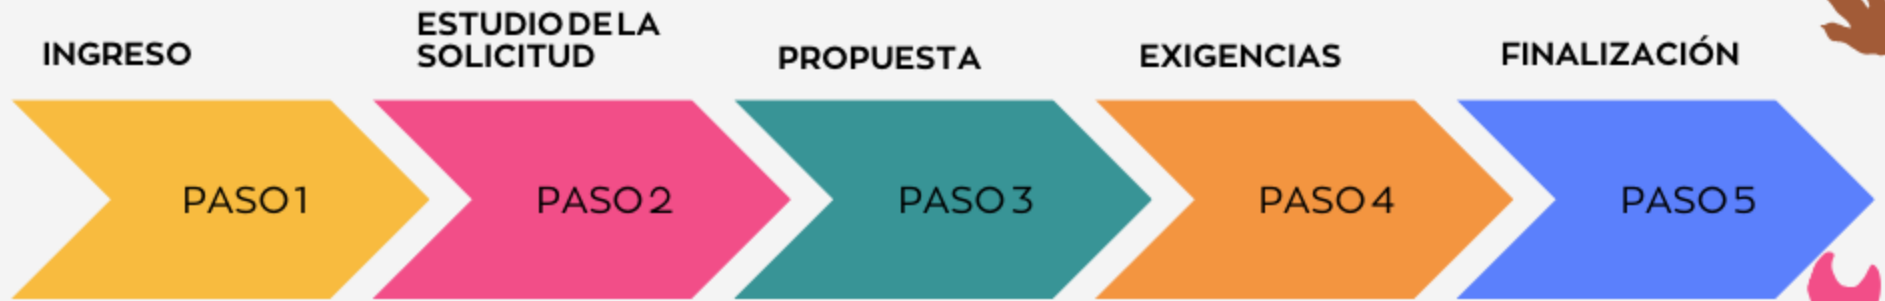 INGRESO
ESTUDIO DE LA
SOLICITUD
PROPUESTA
EXIGENCIAS
FINALIZACIÓN
PASO 1
PASO 2
PASO 3
PASO 4
PASO 5